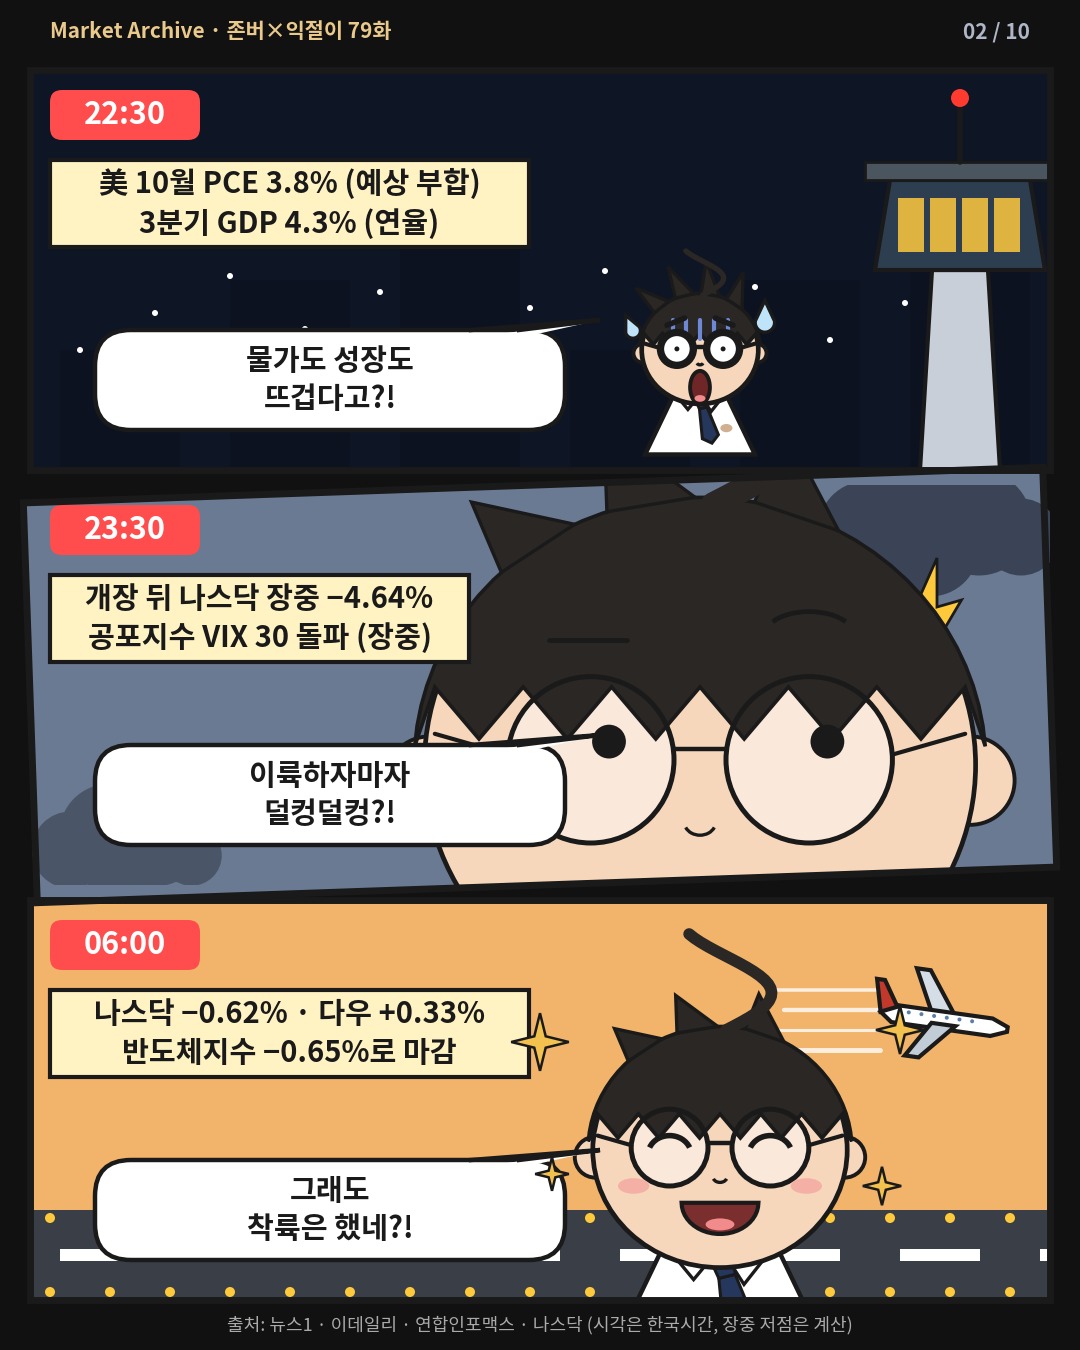 Market Archive · 존버×익절이 79화
02 / 10
22:30
美 10월 PCE 3.8% (예상 부합)
3분기 GDP 4.3% (연율)
물가도 성장도
뜨겁다고?!
23:30
개장 뒤 나스닥 장중 −4.64%
공포지수 VIX 30 돌파 (장중)
이륙하자마자
덜컹덜컹?!
06:00
나스닥 −0.62% · 다우 +0.33%
반도체지수 −0.65%로 마감
그래도
착륙은 했네?!
출처: 뉴스1 · 이데일리 · 연합인포맥스 · 나스닥 (시각은 한국시간, 장중 저점은 계산)